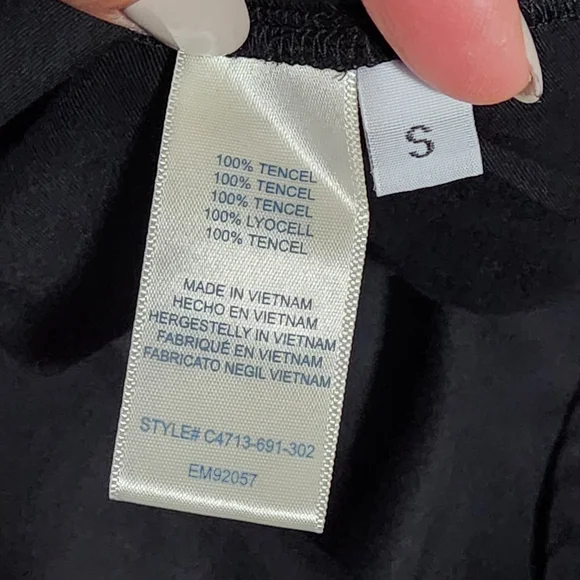 100% TENCEL
100% TENCEL
100% TENCEL
100% LYOCELL
100% TENCEL
MADE IN VIETNAM
HECHO EN VIETNAM
HERGESTELLY IN VIETNAM
FABRIQUÉ EN VIETNAM
FABRICATO NEGIL VIETNAM
STYLE# C4713-691-302
EM92057
S